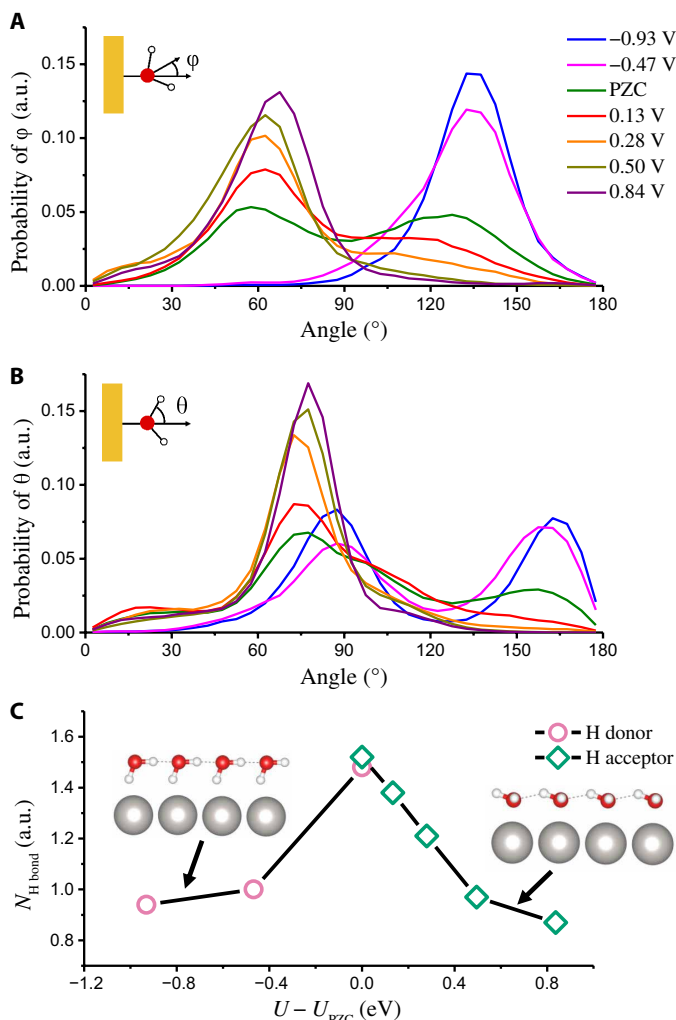 A
Probability of φ (a.u.)
0.15
0.10
0.05
0.00
0
30
60
90
120
150
180
Angle (°)
φ
−0.93 V
−0.47 V
PZC
0.13 V
0.28 V
0.50 V
0.84 V
B
Probability of θ (a.u.)
0.15
0.10
0.05
0.00
0
30
60
90
120
150
180
Angle (°)
θ
C
N_H bond (a.u.)
1.6
1.4
1.2
1.0
0.8
−1.2
−0.8
−0.4
0.0
0.4
0.8
U − U_PZC (eV)
H donor
H acceptor